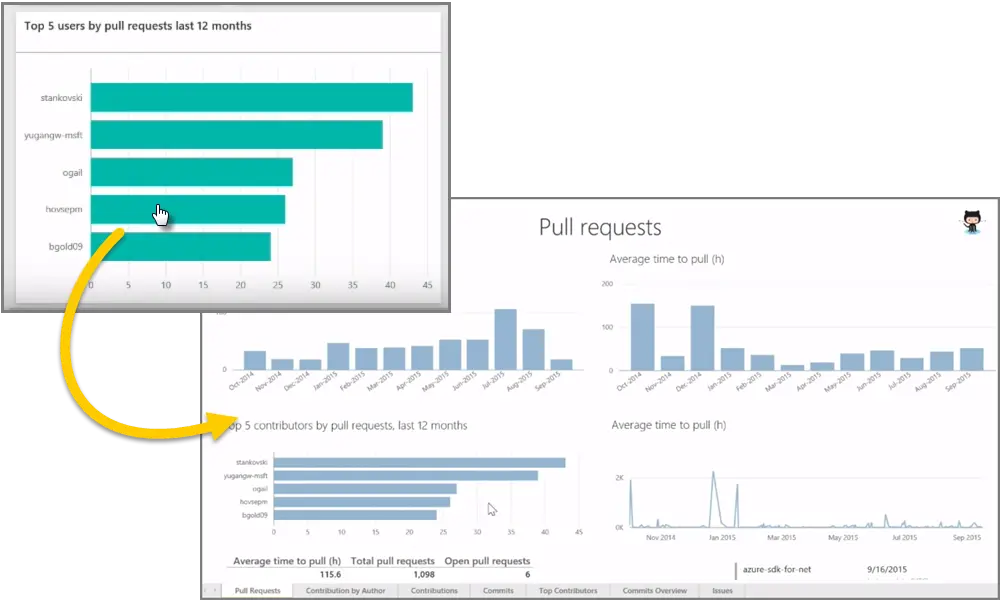 Top 5 users by pull requests last 12 months
stankovski
yugangw-msft
ogail
hovsepm
bgold09
0 5 10 15 20 25 30 35 40 45
Pull requests
Average time to pull (h)
200
100
0
Oct-2014 Nov-2014 Dec-2014 Jan-2015 Feb-2015 Mar-2015 Apr-2015 May-2015 Jun-2015 Jul-2015 Aug-2015 Sep-2015
0
Oct-2014 Nov-2014 Dec-2014 Jan-2015 Feb-2015 Mar-2015 Apr-2015 May-2015 Jun-2015 Jul-2015 Aug-2015 Sep-2015
5 contributors by pull requests, last 12 months
stankovski
yugangw-msft
ogail
hovsepm
bgold09
0 5 10 15 20 25 30 35 40 45
Average time to pull (h)
2K
0K
Nov 2014 Jan 2015 Mar 2015 May 2015 Jul 2015 Sep 2015
Average time to pull (h) Total pull requests Open pull requests
115.6 1,098 6
azure-sdk-for-net 9/16/2015
Pull Requests Contribution by Author Contributions Commits Top Contributors Commits Overview Issues